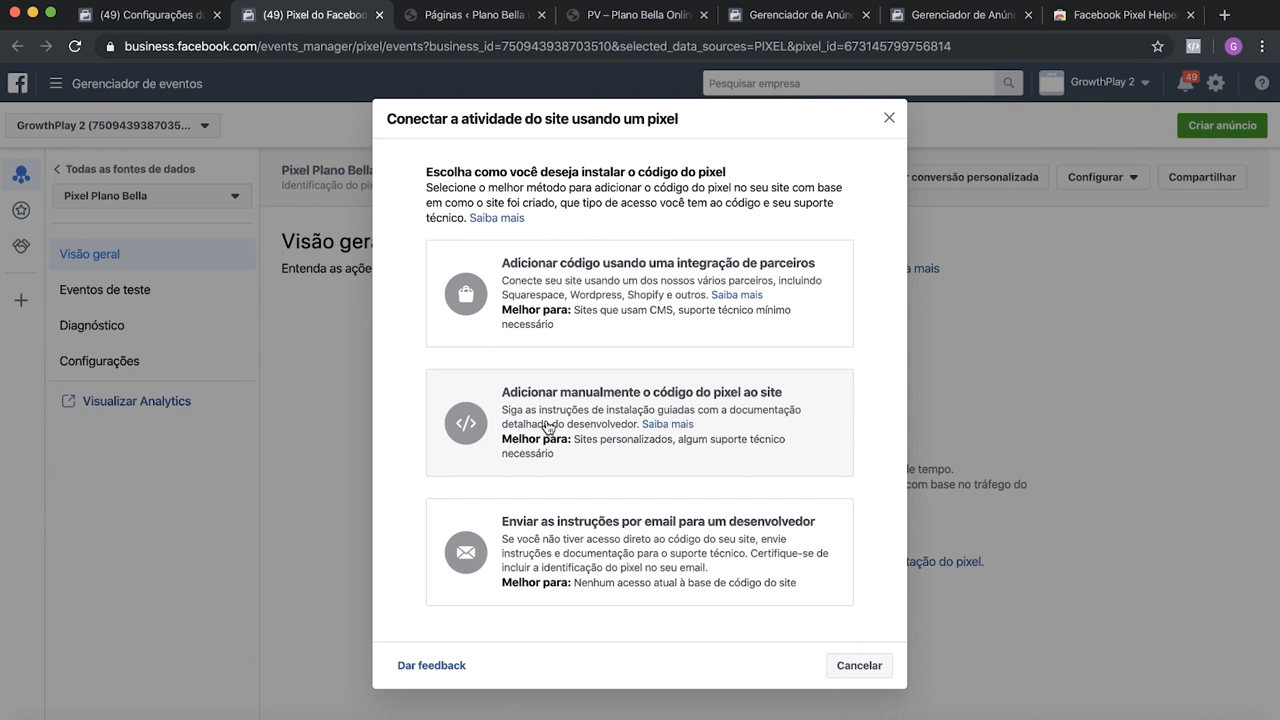 (49) Configurações da
(49) Pixel do Facebook
Páginas ‹ Plano Bella
PV – Plano Bella Onlin
Gerenciador de Anún
Gerenciador de Anún
Facebook Pixel Helper
business.facebook.com/events_manager/pixel/events?business_id=750943938703510&selected_data_sources=PIXEL&pixel_id=673145799756814
G
Gerenciador de eventos
Pesquisar empresa
GrowthPlay 2
49
GrowthPlay 2 (7509439387035...
Criar anúncio
Todas as fontes de dados
Pixel Plano Bella
Visão geral
Eventos de teste
Diagnóstico
Configurações
Visualizar Analytics
Pixel Plano Bella
Identificação do pix
conversão personalizada
Configurar
Compartilhar
Visão gera
Entenda as açõe
a mais
le tempo.
com base no tráfego do
tação do pixel.
Conectar a atividade do site usando um pixel
Escolha como você deseja instalar o código do pixel
Selecione o melhor método para adicionar o código do pixel no seu site com base
em como o site foi criado, que tipo de acesso você tem ao código e seu suporte
técnico. Saiba mais
Adicionar código usando uma integração de parceiros
Conecte seu site usando um dos nossos vários parceiros, incluindo
Squarespace, Wordpress, Shopify e outros. Saiba mais
Melhor para: Sites que usam CMS, suporte técnico mínimo
necessário
Adicionar manualmente o código do pixel ao site
Siga as instruções de instalação guiadas com a documentação
detalhada do desenvolvedor. Saiba mais
Melhor para: Sites personalizados, algum suporte técnico
necessário
Enviar as instruções por email para um desenvolvedor
Se você não tiver acesso direto ao código do seu site, envie
instruções e documentação para o suporte técnico. Certifique-se de
incluir a identificação do pixel no seu email.
Melhor para: Nenhum acesso atual à base de código do site
Dar feedback
Cancelar